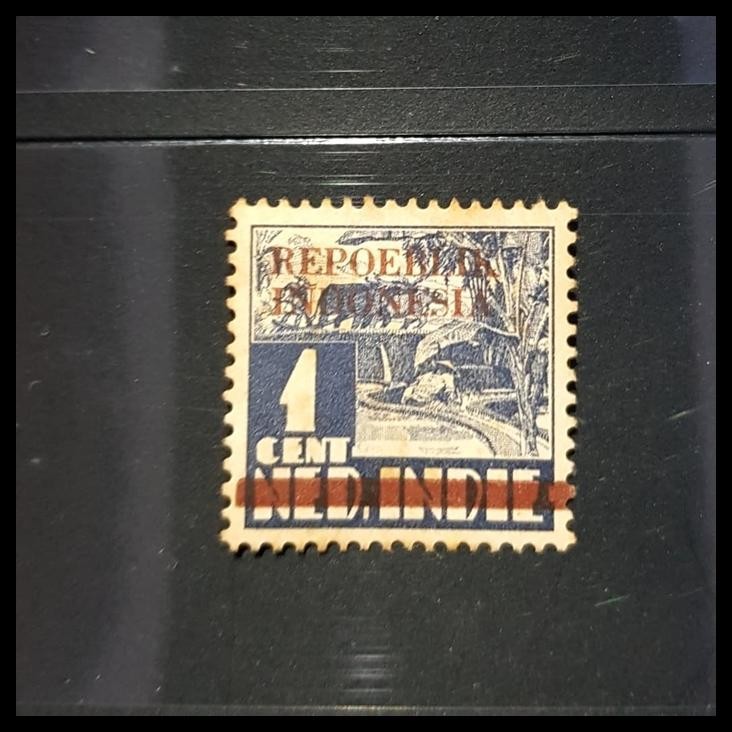 REPOEBLIK
INDONESIA
1
CENT
NED. INDIE